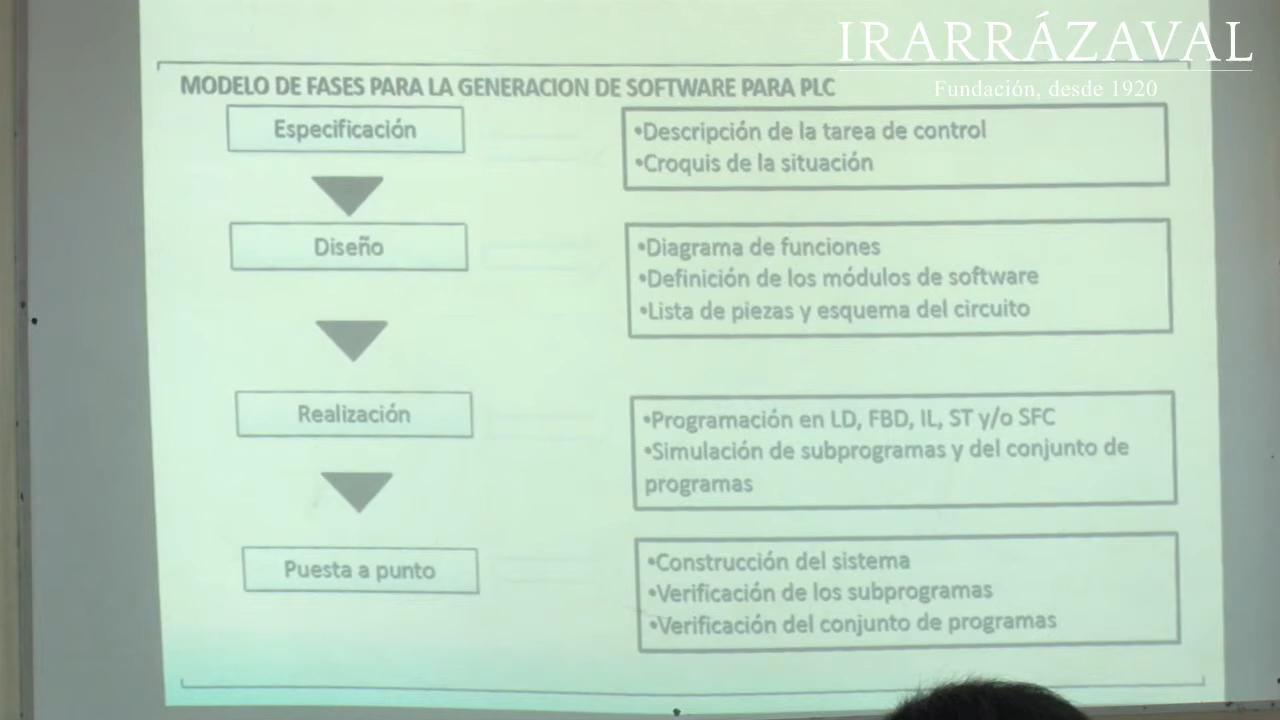 IRARRÁZAVAL
Fundación, desde 1920
MODELO DE FASES PARA LA GENERACION DE SOFTWARE PARA PLC
Especificación
•Descripción de la tarea de control
•Croquis de la situación
Diseño
•Diagrama de funciones
•Definición de los módulos de software
•Lista de piezas y esquema del circuito
Realización
•Programación en LD, FBD, IL, ST y/o SFC
•Simulación de subprogramas y del conjunto de
programas
Puesta a punto
•Construcción del sistema
•Verificación de los subprogramas
•Verificación del conjunto de programas